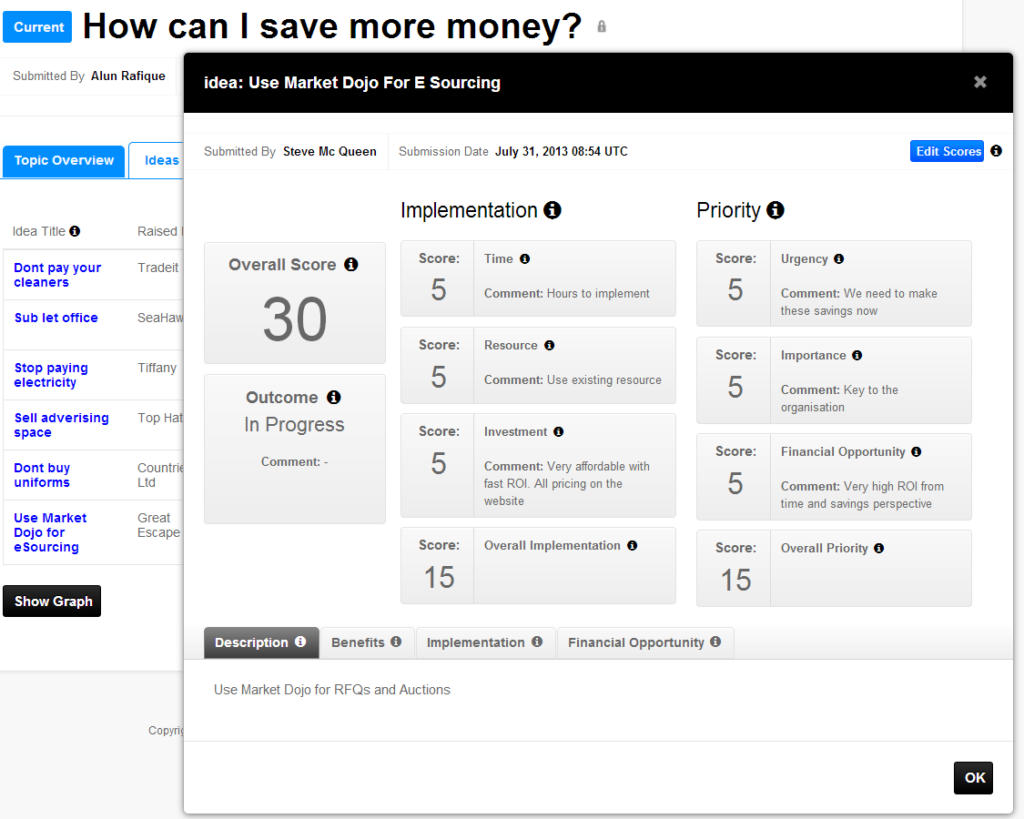 Current How can I save more money?
Submitted By Alun Rafique
Topic Overview
Ideas
Idea Title
Raised
Dont pay your
cleaners
Tradeit
Sub let office
SeaHaw
Stop paying
electricity
Tiffany
Sell adverising
space
Top Hat
Dont buy
uniforms
Countrie
Ltd
Use Market
Dojo for
eSourcing
Great
Escape
Show Graph
Copyrig
idea: Use Market Dojo For E Sourcing
Submitted By Steve Mc Queen
Submission Date July 31, 2013 08:54 UTC
Edit Scores
Overall Score
30
Outcome
In Progress
Comment: -
Implementation
Score:
5
Time
Comment: Hours to implement
Score:
5
Resource
Comment: Use existing resource
Score:
5
Investment
Comment: Very affordable with
fast ROI. All pricing on the
website
Score:
15
Overall Implementation
Priority
Score:
5
Urgency
Comment: We need to make
these savings now
Score:
5
Importance
Comment: Key to the
organisation
Score:
5
Financial Opportunity
Comment: Very high ROI from
time and savings perspective
Score:
15
Overall Priority
Description
Benefits
Implementation
Financial Opportunity
Use Market Dojo for RFQs and Auctions
OK